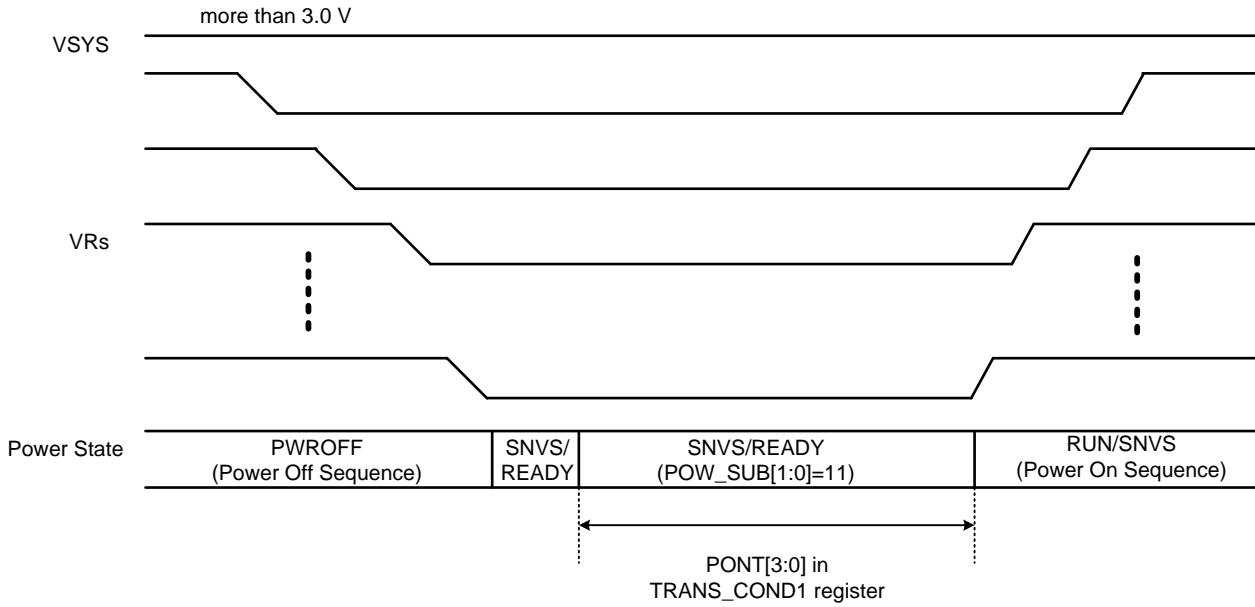 more than 3.0 V
VSYS
VRs
Power State
PWROFF
(Power Off Sequence)
SNVS/
READY
SNVS/READY
(POW_SUB[1:0]=11)
RUN/SNVS
(Power On Sequence)
PONT[3:0] in
TRANS_COND1 register